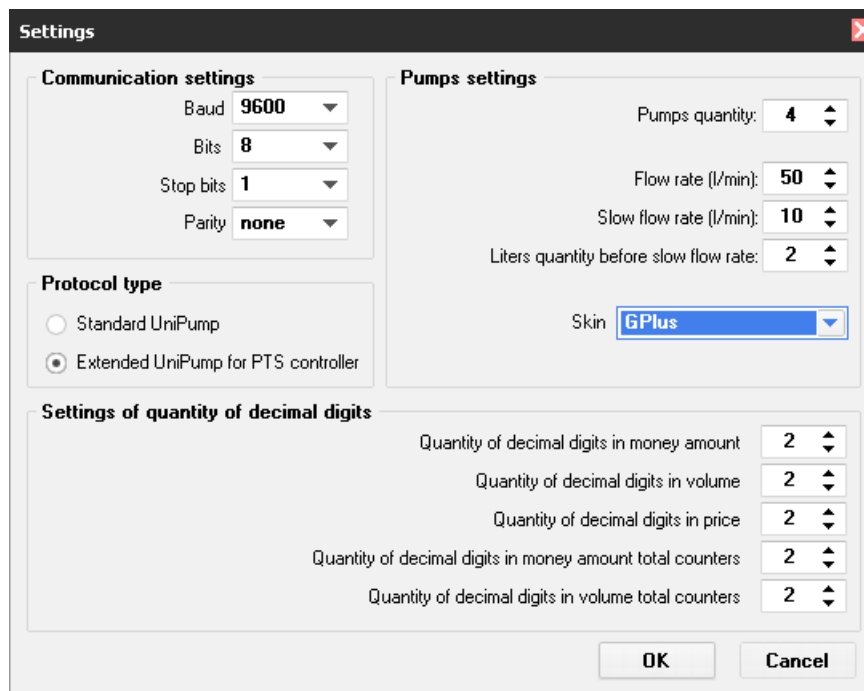 Settings
Communication settings
Baud 9600
Bits 8
Stop bits 1
Parity none
Protocol type
Standard UniPump
Extended UniPump for PTS controller
Pumps settings
Pumps quantity: 4
Flow rate (l/min): 50
Slow flow rate (l/min): 10
Liters quantity before slow flow rate: 2
Skin GPlus
Settings of quantity of decimal digits
Quantity of decimal digits in money amount 2
Quantity of decimal digits in volume 2
Quantity of decimal digits in price 2
Quantity of decimal digits in money amount total counters 2
Quantity of decimal digits in volume total counters 2
OK Cancel